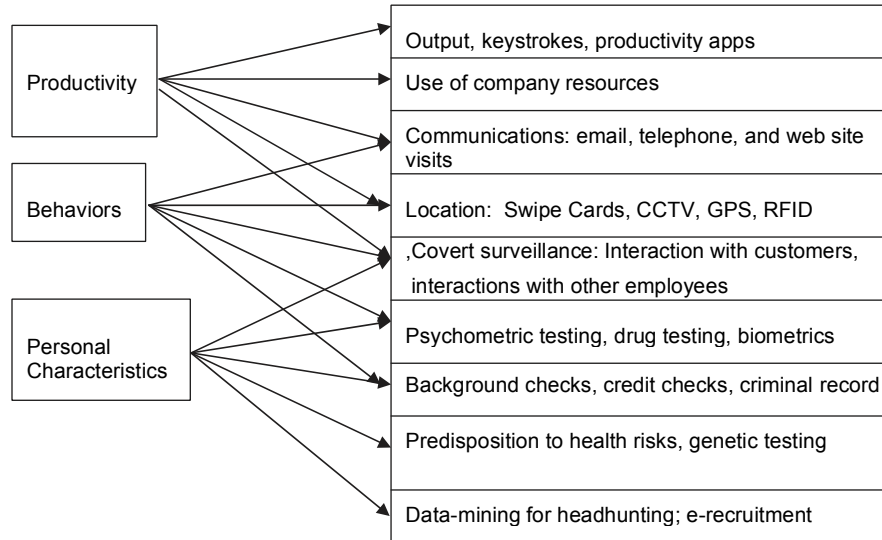 Productivity
Behaviors
Personal
Characteristics
Output, keystrokes, productivity apps
Use of company resources
Communications: email, telephone, and web site
visits
Location: Swipe Cards, CCTV, GPS, RFID
,Covert surveillance: Interaction with customers,
interactions with other employees
Psychometric testing, drug testing, biometrics
Background checks, credit checks, criminal record
Predisposition to health risks, genetic testing
Data-mining for headhunting; e-recruitment